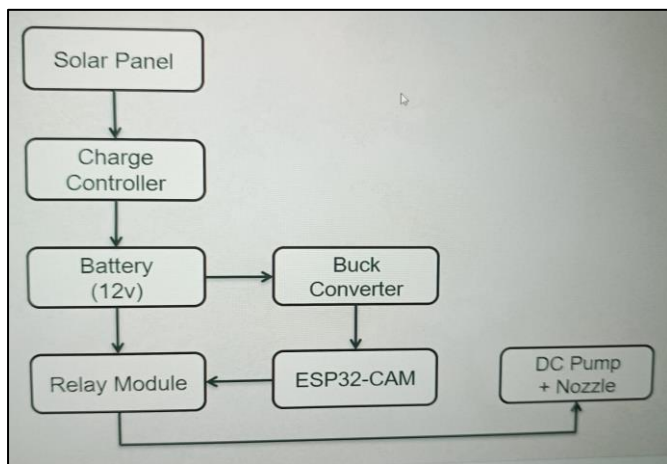 Solar Panel
Charge
Controller
Battery
(12v)
Buck
Converter
Relay Module
ESP32-CAM
DC Pump
+ Nozzle